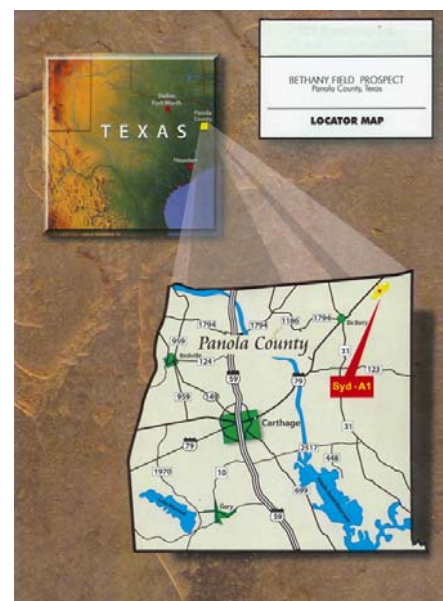 BETHANY FIELD PROSPECT
Panola County, Texas
LOCATOR MAP
Dallas
Fort Worth
Panola
County
TEXAS
Houston
1794
1794
1186
1794
De Berry
959
Panola County
Beckville
124
31
123
59
79
Syd -A1
959
149
Carthage
31
79
2517
448
1970
10
699
Gary
59